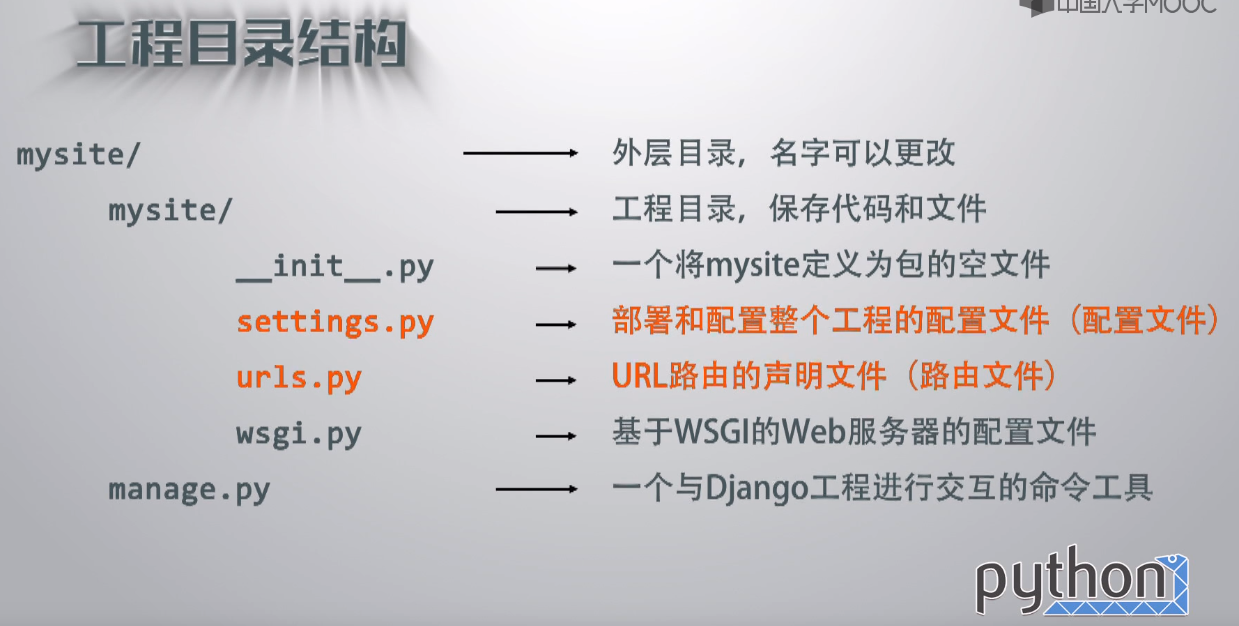 中国大学MOOC
工程目录结构
mysite/ 外层目录，名字可以更改
mysite/ 工程目录，保存代码和文件
__init__.py 一个将mysite定义为包的空文件
settings.py 部署和配置整个工程的配置文件（配置文件）
urls.py URL路由的声明文件（路由文件）
wsgi.py 基于WSGI的Web服务器的配置文件
manage.py 一个与Django工程进行交互的命令工具
python